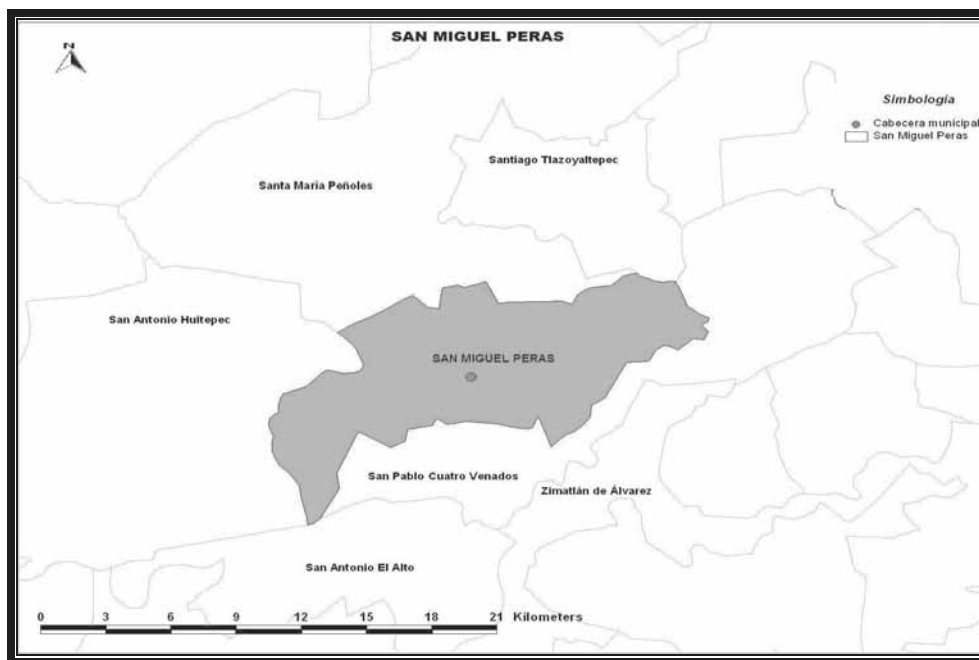 SAN MIGUEL PERAS
N
Simbología
Cabecera municipal
San Miguel Peras
Santiago Tlazoyaltepec
Santa María Peñoles
San Antonio Huitepec
SAN MIGUEL PERAS
San Pablo Cuatro Venados
Zimatlán de Álvarez
San Antonio El Alto
0 3 6 9 12 15 18 21 Kilometers